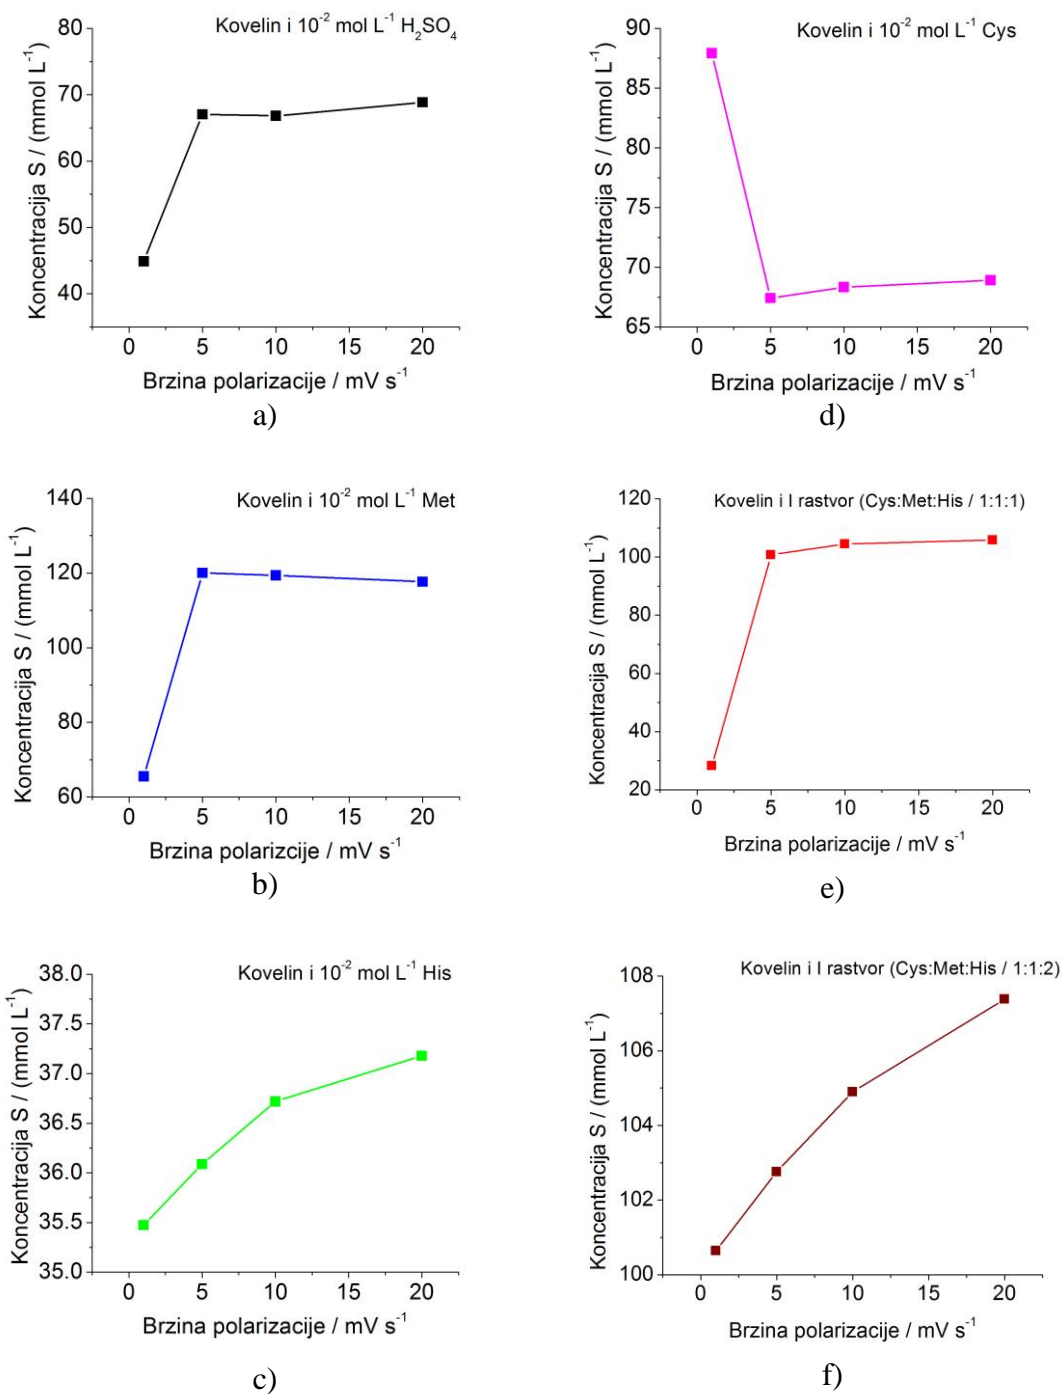 Kovelin i 10⁻² mol L⁻¹ H₂SO₄
Koncentracija S / (mmol L⁻¹)
80
70
60
50
40
0 5 10 15 20
Brzina polarizacije / mV s⁻¹
a)
Kovelin i 10⁻² mol L⁻¹ Cys
Koncentracija S / (mmol L⁻¹)
90
85
80
75
70
65
0 5 10 15 20
Brzina polarizacije / mV s⁻¹
d)
Kovelin i 10⁻² mol L⁻¹ Met
Koncentracija S / (mmol L⁻¹)
140
120
100
80
60
0 5 10 15 20
Brzina polarizcije / mV s⁻¹
b)
Kovelin i I rastvor (Cys:Met:His / 1:1:1)
Koncentracija S / (mmol L⁻¹)
120
100
80
60
40
20
0 5 10 15 20
Brzina polarizacije / mV s⁻¹
e)
Kovelin i 10⁻² mol L⁻¹ His
Koncentracija S / (mmol L⁻¹)
38.0
37.5
37.0
36.5
36.0
35.5
35.0
0 5 10 15 20
Brzina polarizacije / mV s⁻¹
c)
Kovelin i I rastvor (Cys:Met:His / 1:1:2)
Koncentracija S / (mmol L⁻¹)
108
106
104
102
100
0 5 10 15 20
Brzina polarizacije / mV s⁻¹
f)